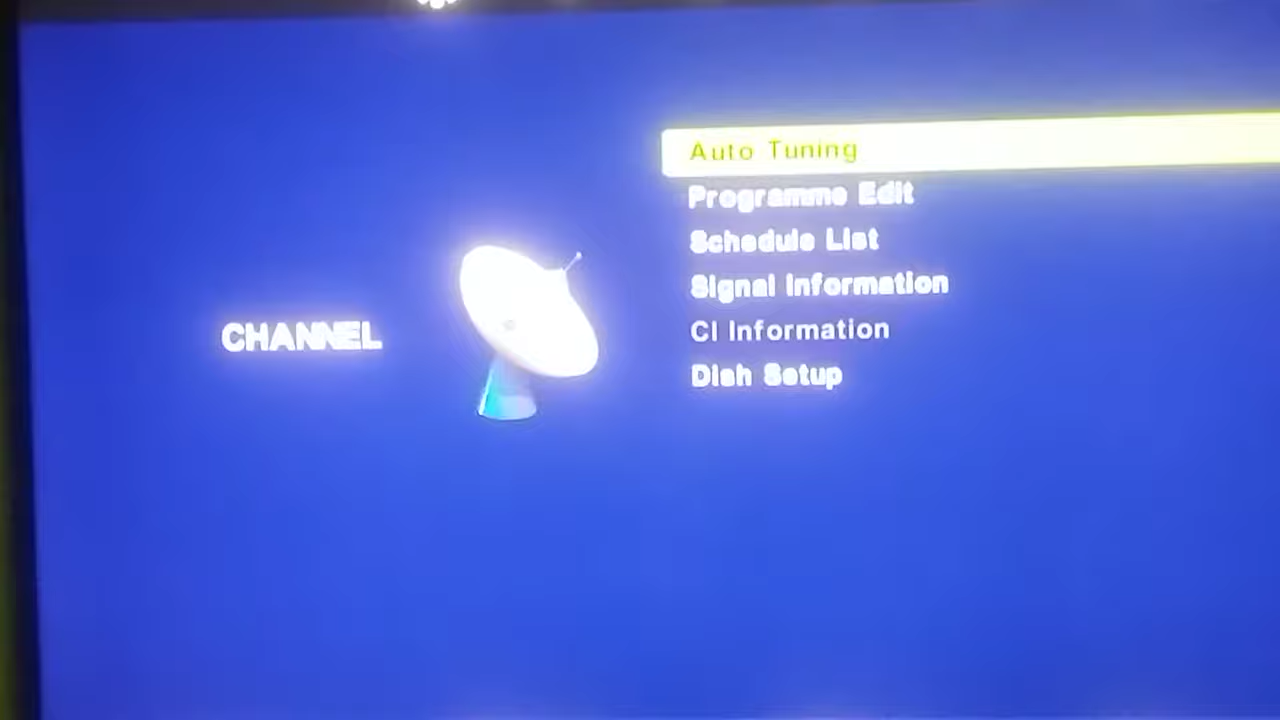 Auto Tuning
Programme Edit
Schedule List
Signal Information
CHANNEL
CI Information
Dish Setup